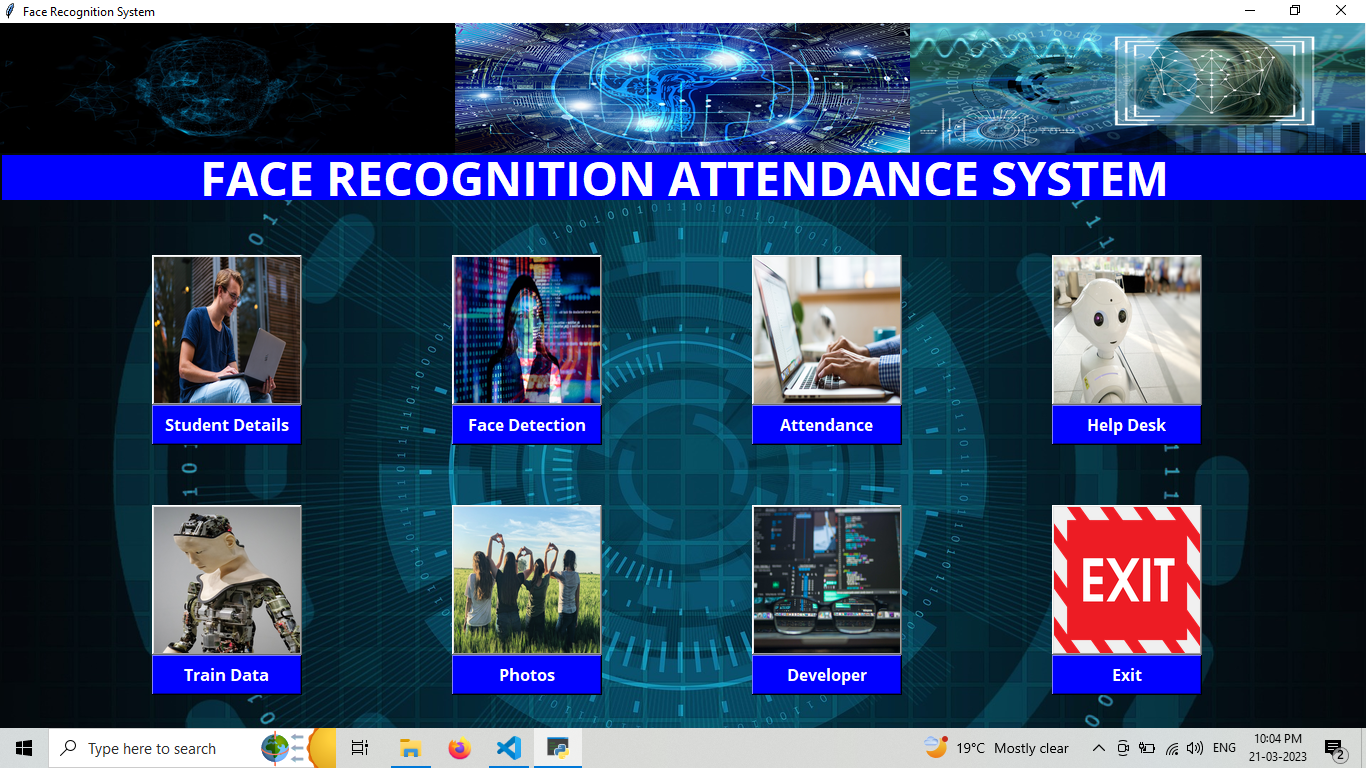 Face Recognition System
FACE RECOGNITION ATTENDANCE SYSTEM
Student Details
Face Detection
Attendance
Help Desk
EXIT
Train Data
Photos
Developer
Exit
Type here to search
19°C Mostly clear
ENG
10:04 PM
21-03-2023
2